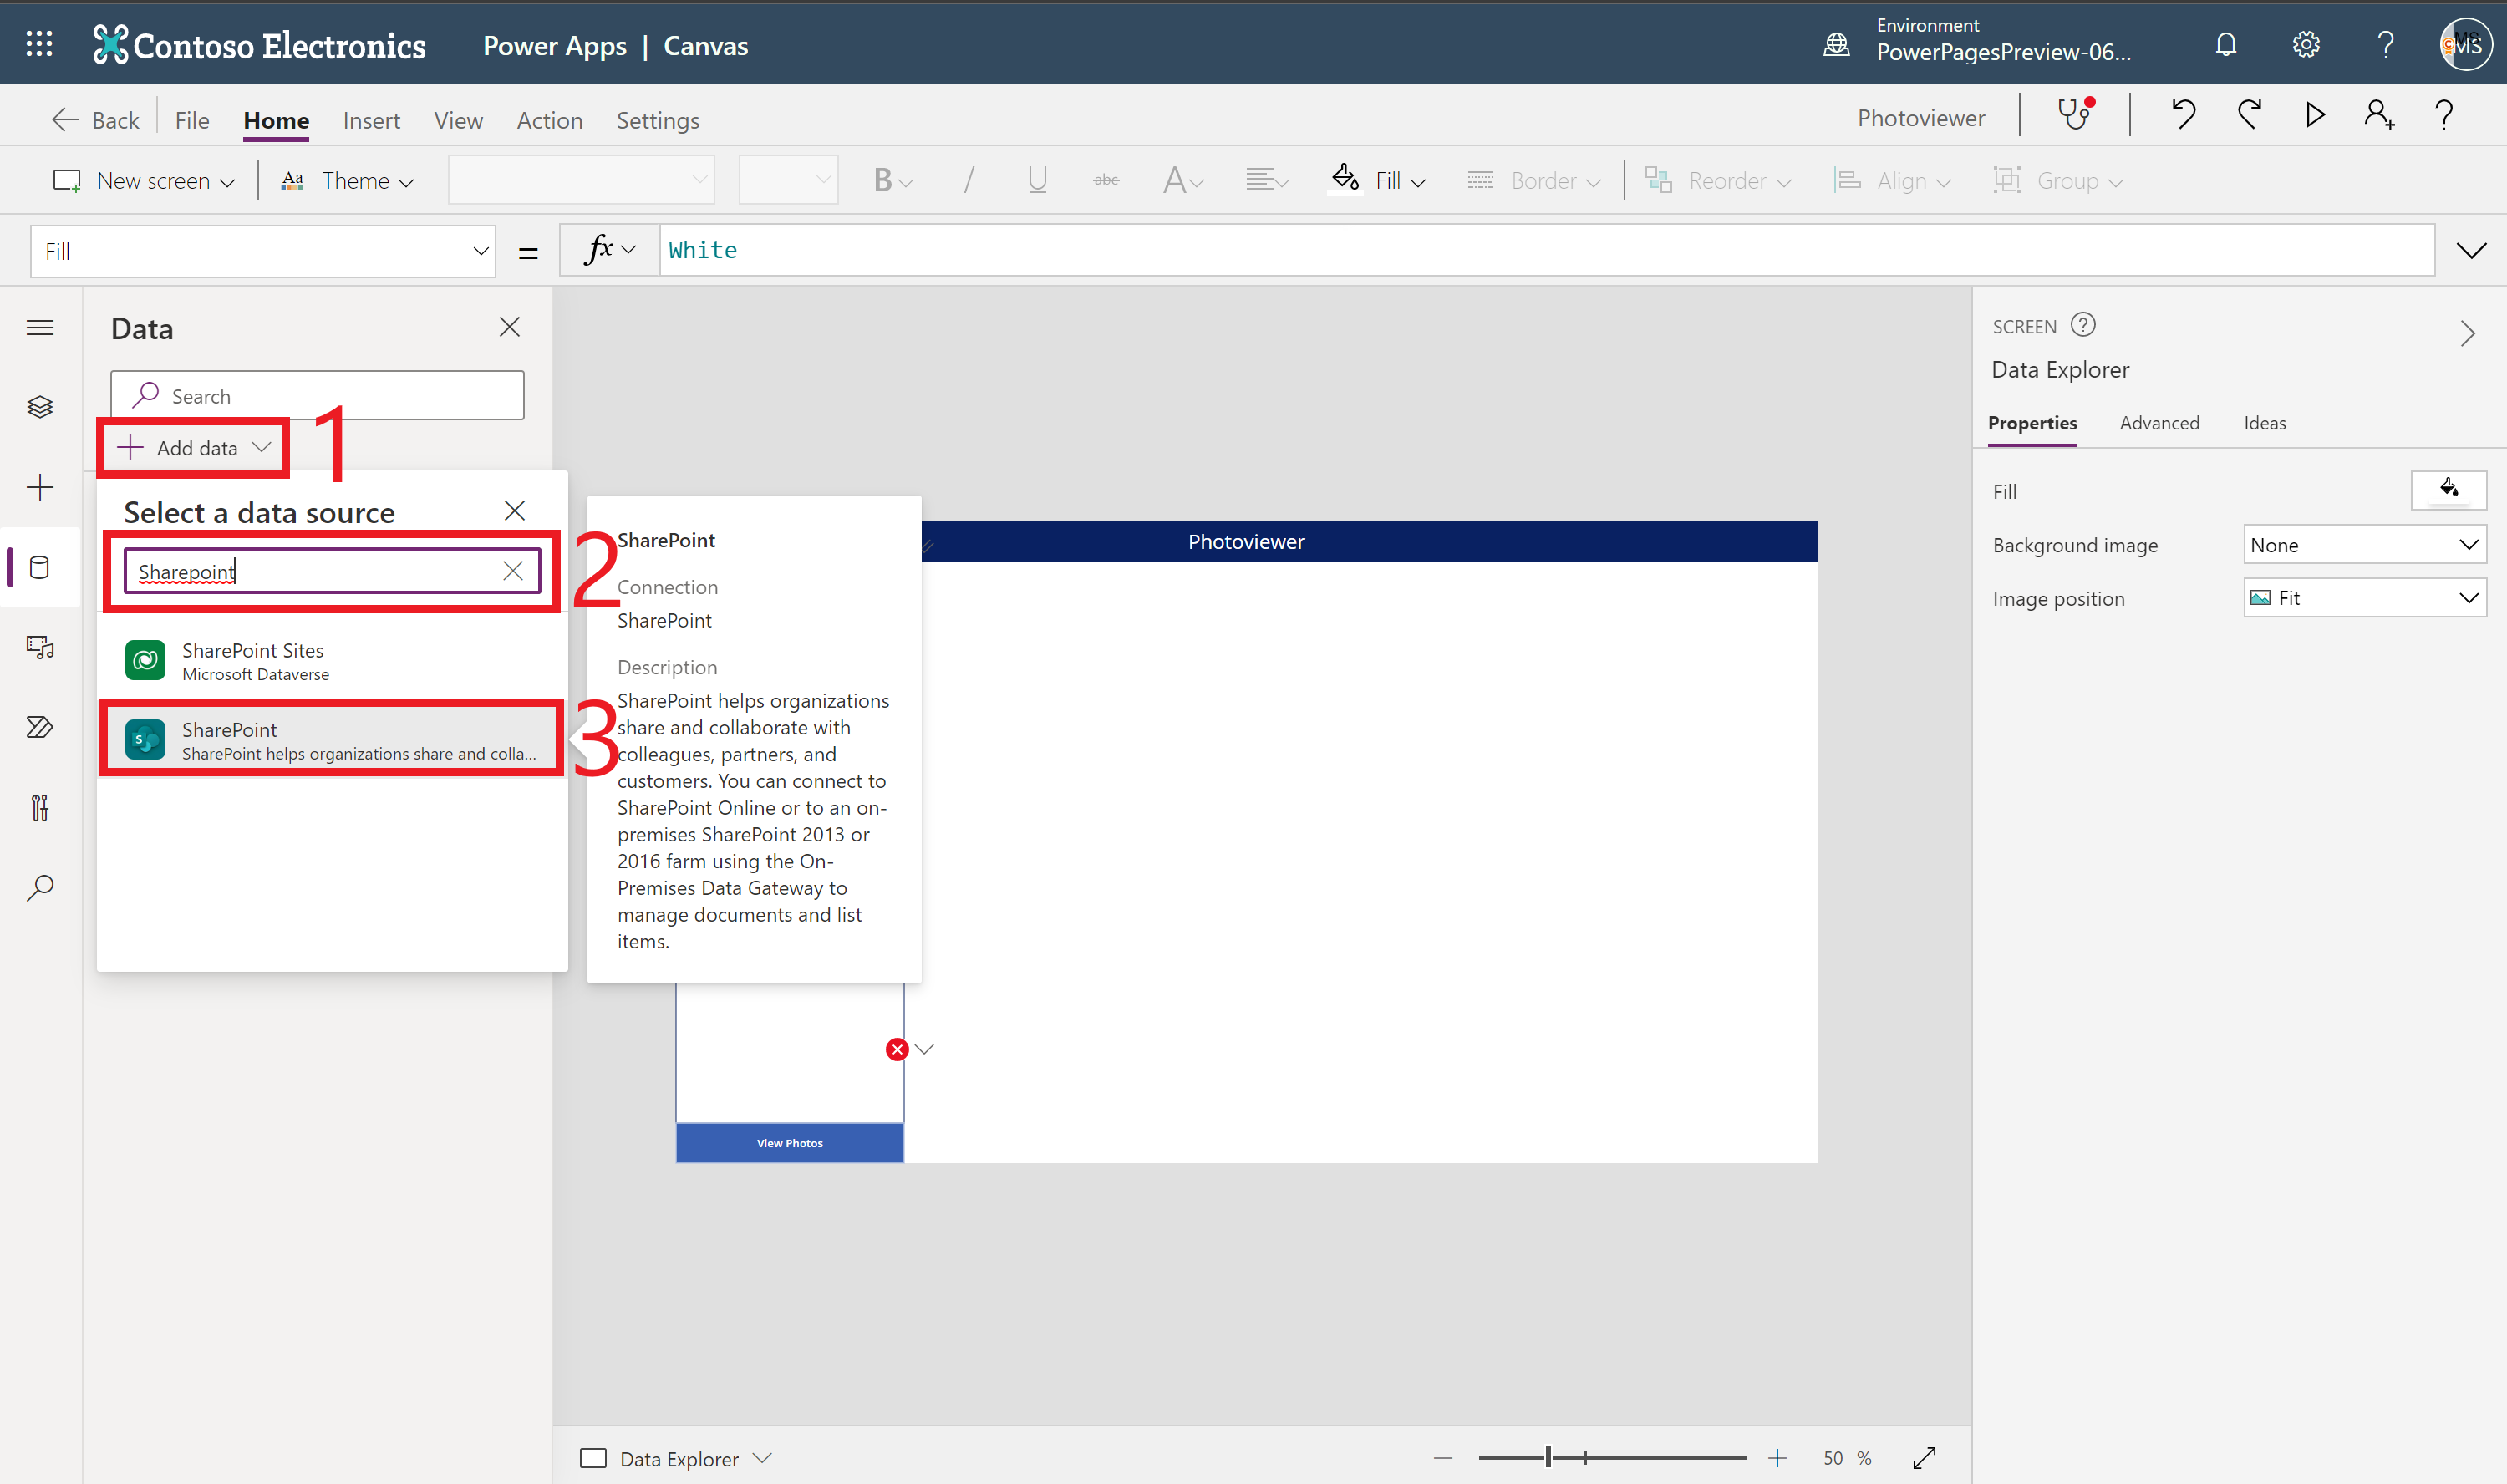 Contoso Electronics
Power Apps | Canvas
Environment
PowerPagesPreview-06...
MS
Back
File
Home
Insert
View
Action
Settings
Photoviewer
New screen
Aa
Theme
B
/
U
abc
A
Fill
Border
Reorder
Align
Group
Fill
=
fx
White
Data
Search
Add data
1
Select a data source
Sharepoint
2
SharePoint Sites
Microsoft Dataverse
S
SharePoint
SharePoint helps organizations share and colla...
3
SharePoint
Connection
SharePoint
Description
SharePoint helps organizations
share and collaborate with
colleagues, partners, and
customers. You can connect to
SharePoint Online or to an on-
premises SharePoint 2013 or
2016 farm using the On-
Premises Data Gateway to
manage documents and list
items.
Photoviewer
View Photos
SCREEN
Data Explorer
Properties
Advanced
Ideas
Fill
Background image
None
Image position
Fit
Data Explorer
50 %